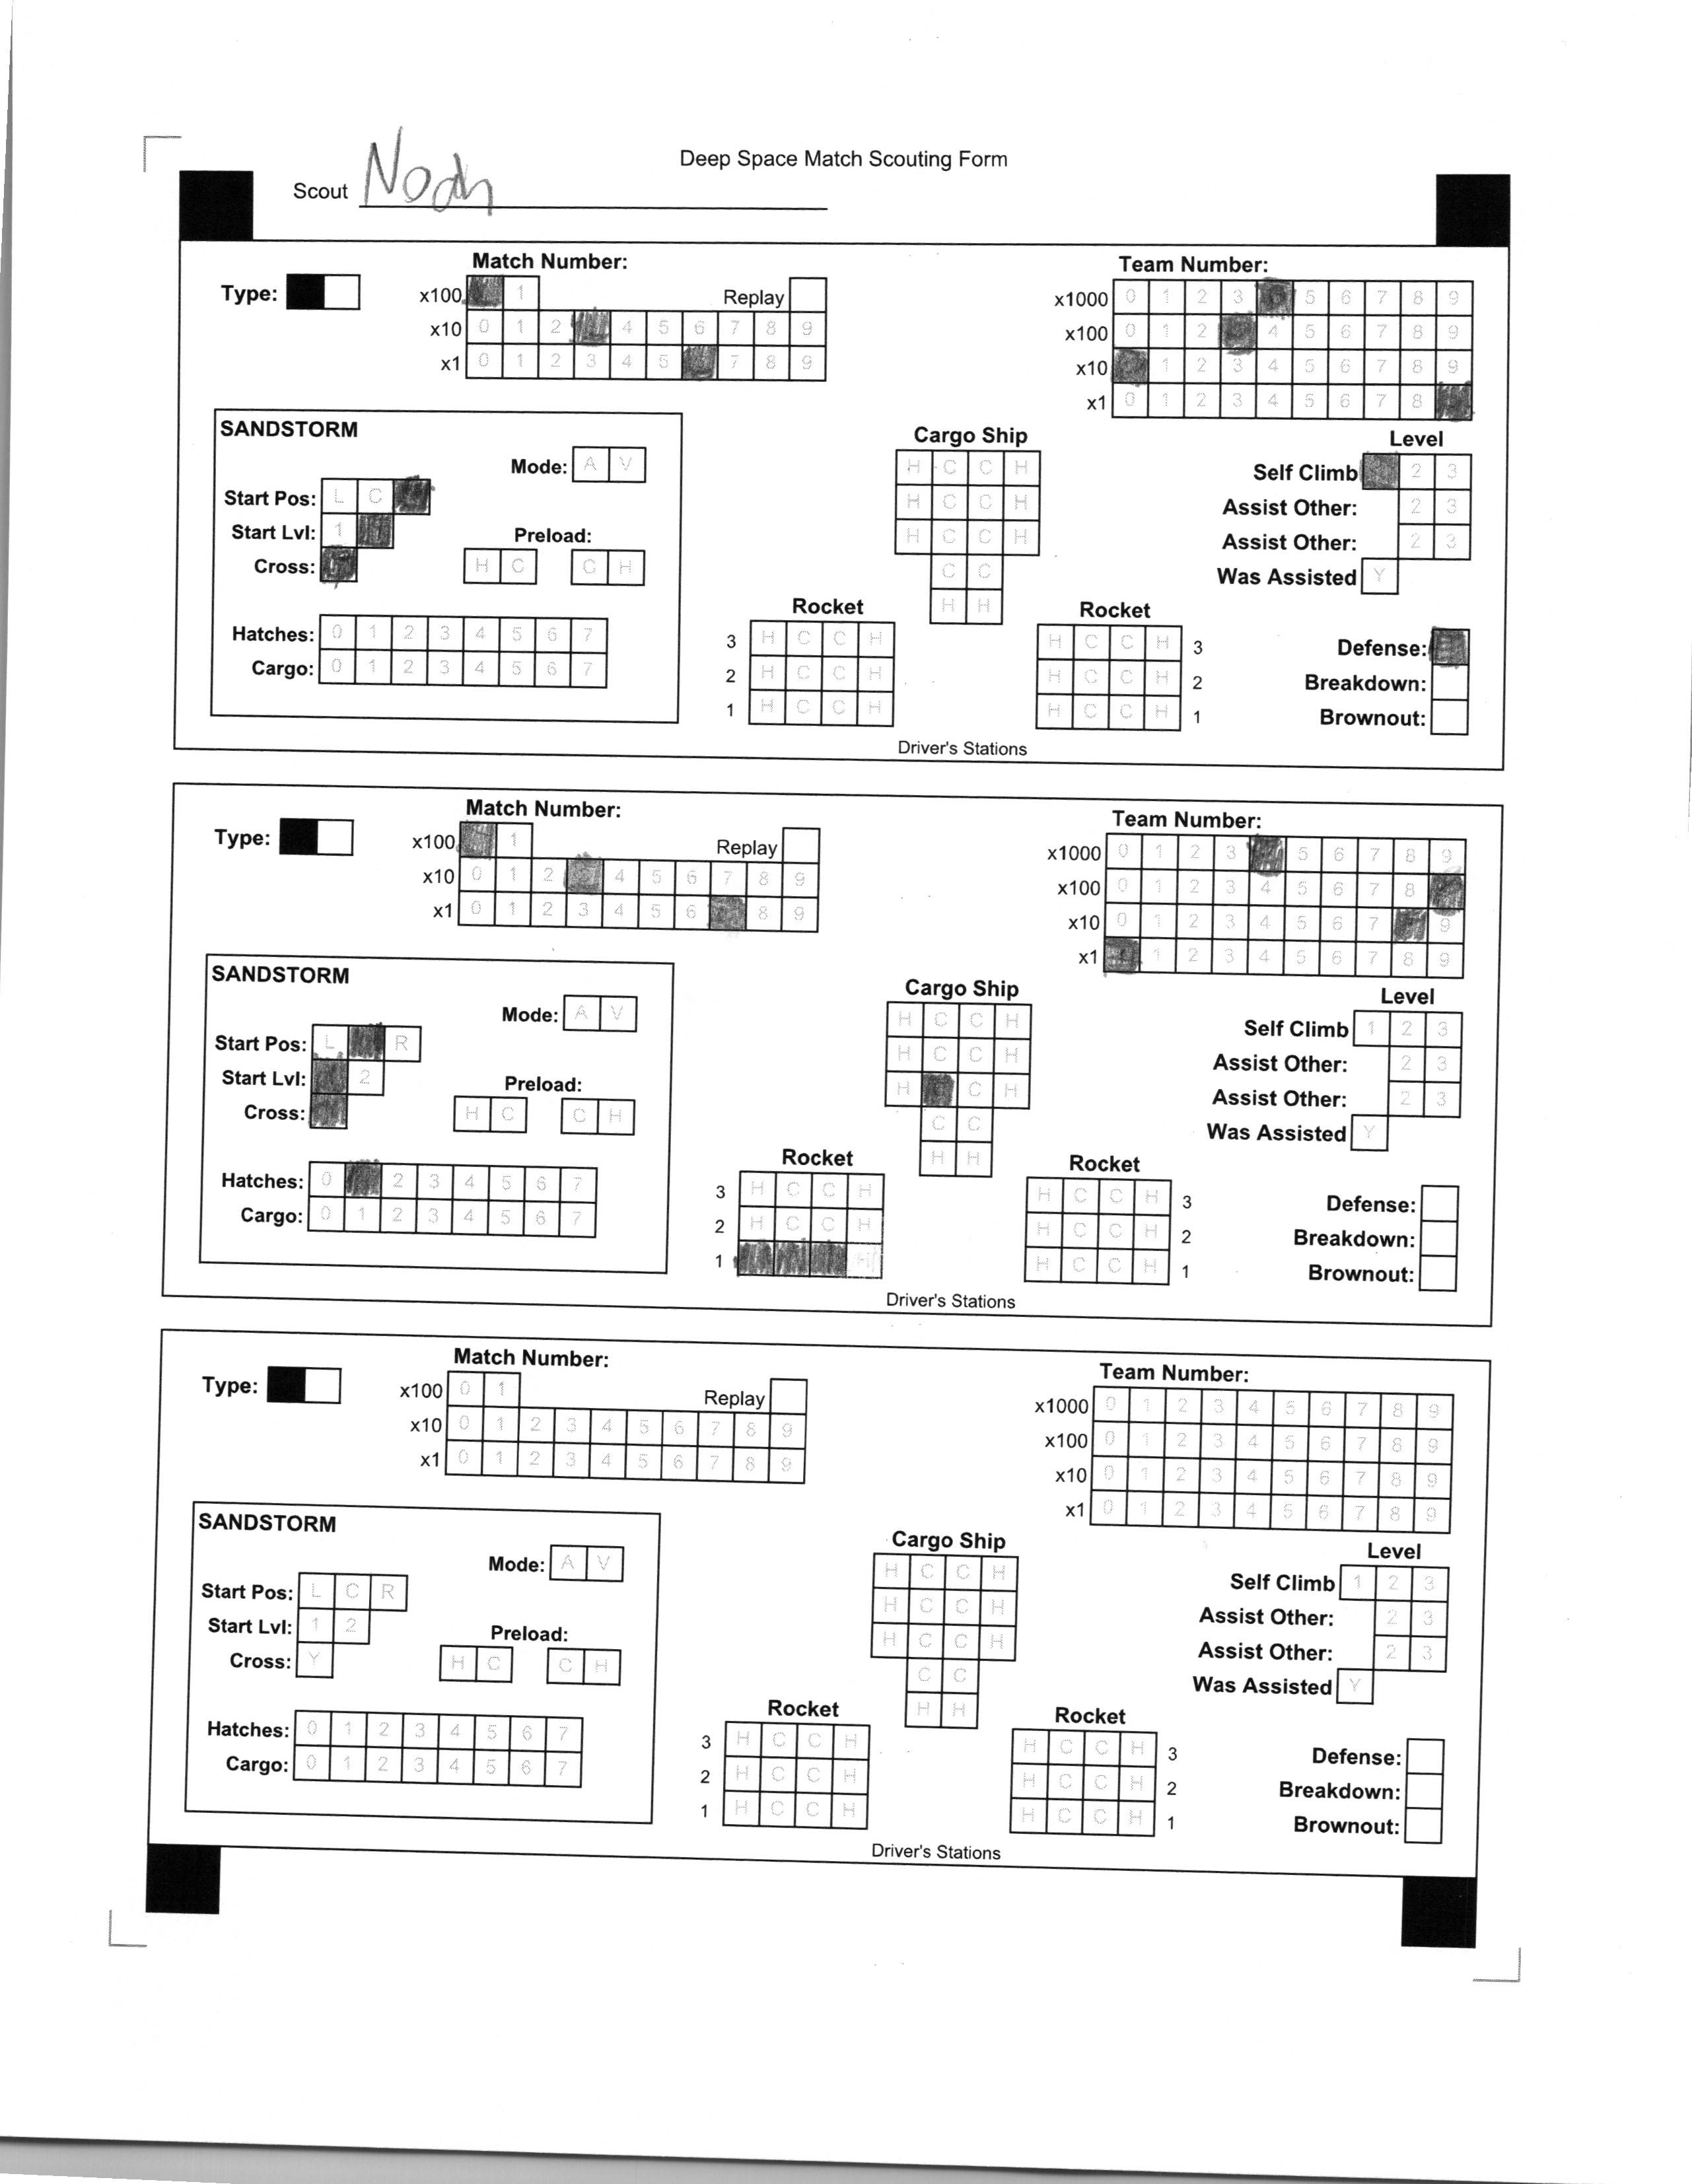 Deep Space Match Scouting Form
Scout Noah
Match Number: Team Number:
Type: x100 1 Replay x1000 0 1 2 3 5 6 7 8 9
x10 0 1 2 4 5 6 7 8 9 x100 0 1 2 4 5 6 7 8 9
x1 0 1 2 3 4 5 7 8 9 x10 1 2 3 4 5 6 7 8 9
x1 0 1 2 3 4 5 6 7 8
SANDSTORM Cargo Ship Level
Mode: A V H C C H Self Climb 2 3
Start Pos: L C H C C H Assist Other: 2 3
Start Lvl: 1 Preload: H C C H Assist Other: 2 3
Cross: H C C H C C Was Assisted Y
Rocket H H Rocket
Hatches: 0 1 2 3 4 5 6 7 3 H C C H H C C H 3 Defense:
Cargo: 0 1 2 3 4 5 6 7 2 H C C H H C C H 2 Breakdown:
1 H C C H H C C H 1 Brownout:
Driver's Stations
Match Number: Team Number:
Type: x100 1 Replay x1000 0 1 2 3 5 6 7 8 9
x10 0 1 2 4 5 6 7 8 9 x100 0 1 2 3 4 5 6 7 8
x1 0 1 2 3 4 5 6 8 9 x10 0 1 2 3 4 5 6 7 9
x1 1 2 3 4 5 6 7 8 9
SANDSTORM Cargo Ship Level
Mode: A V H C C H Self Climb 1 2 3
Start Pos: L R H C C H Assist Other: 2 3
Start Lvl: 2 Preload: H C H Assist Other: 2 3
Cross: H C C H C C Was Assisted Y
Rocket H H Rocket
Hatches: 0 2 3 4 5 6 7 3 H C C H H C C H 3 Defense:
Cargo: 0 1 2 3 4 5 6 7 2 H C C H H C C H 2 Breakdown:
1 H H C C H 1 Brownout:
Driver's Stations
Match Number: Team Number:
Type: x100 0 1 Replay x1000 0 1 2 3 4 5 6 7 8 9
x10 0 1 2 3 4 5 6 7 8 9 x100 0 1 2 3 4 5 6 7 8 9
x1 0 1 2 3 4 5 6 7 8 9 x10 0 1 2 3 4 5 6 7 8 9
x1 0 1 2 3 4 5 6 7 8 9
SANDSTORM Cargo Ship Level
Mode: A V H C C H Self Climb 1 2 3
Start Pos: L C R H C C H Assist Other: 2 3
Start Lvl: 1 2 Preload: H C C H Assist Other: 2 3
Cross: Y H C C H C C Was Assisted Y
Rocket H H Rocket
Hatches: 0 1 2 3 4 5 6 7 3 H C C H H C C H 3 Defense:
Cargo: 0 1 2 3 4 5 6 7 2 H C C H H C C H 2 Breakdown:
1 H C C H H C C H 1 Brownout:
Driver's Stations